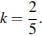 k = 2/5.